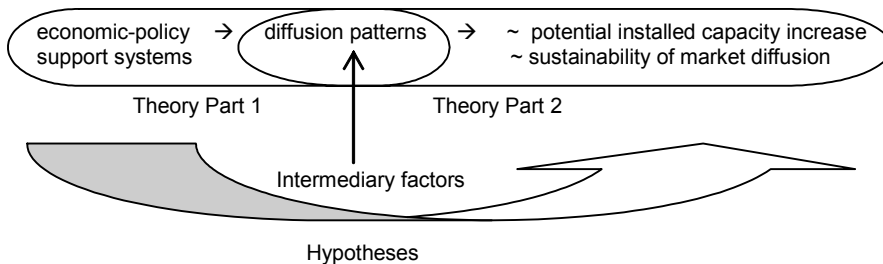 economic-policy → diffusion patterns → ~ potential installed capacity increase
support systems ~ sustainability of market diffusion
Theory Part 1 Theory Part 2
Intermediary factors
Hypotheses